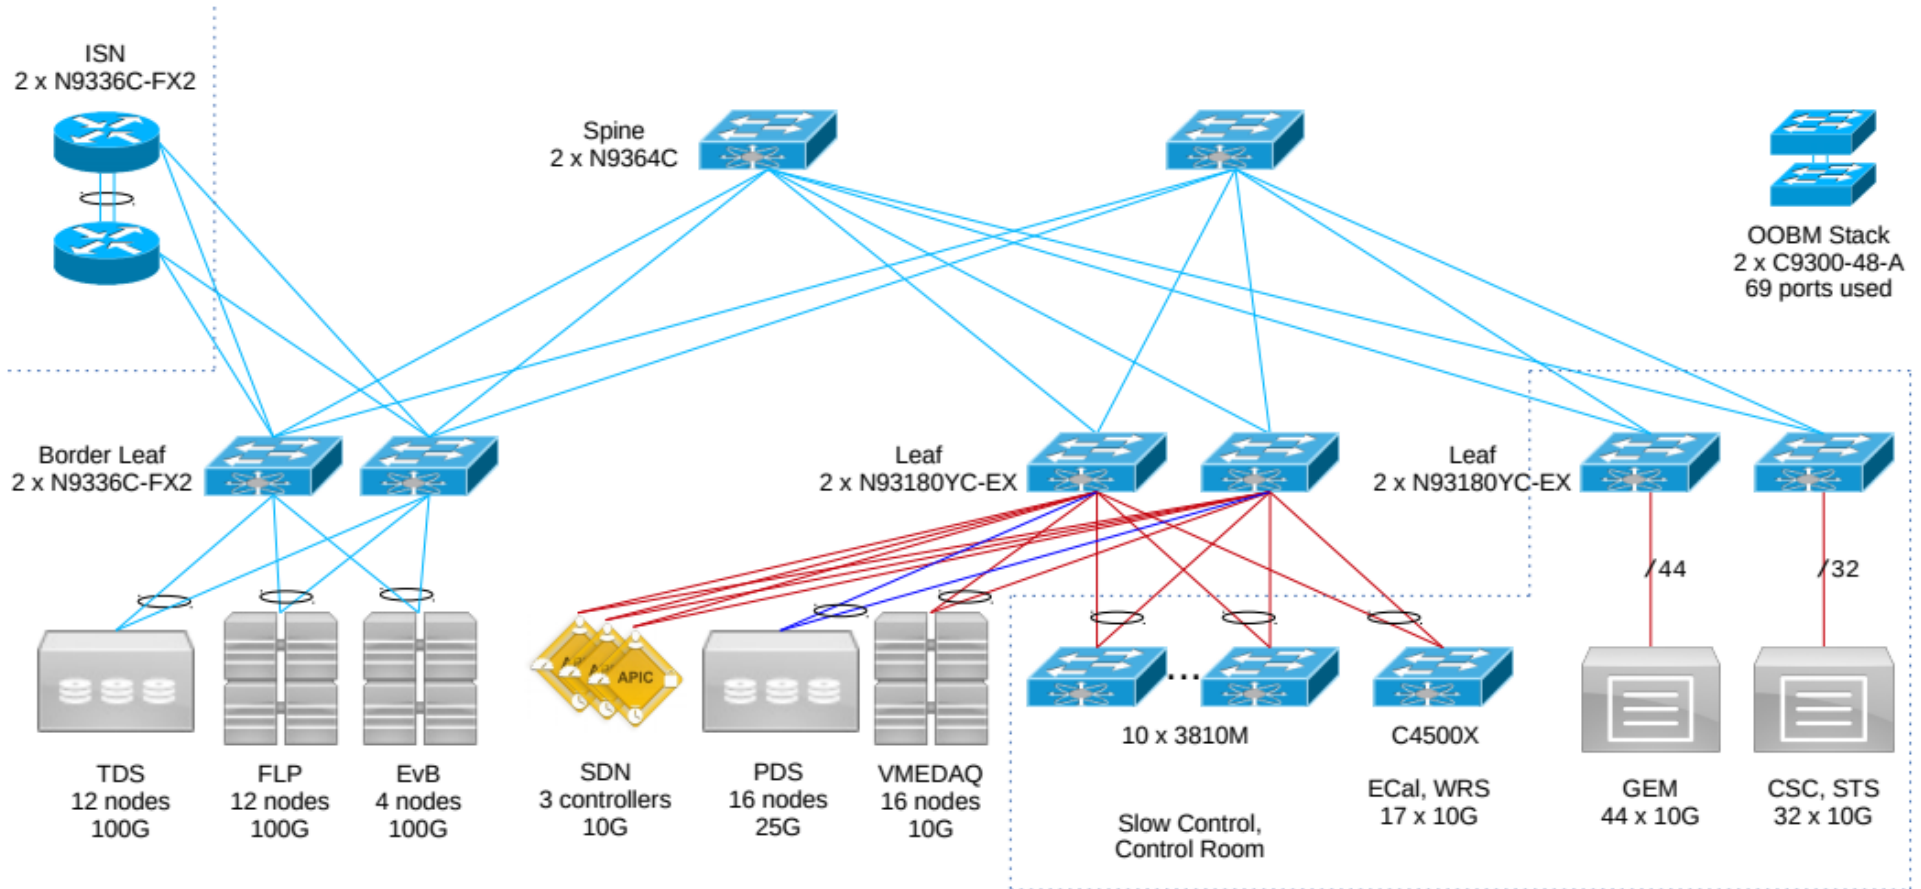 ISN
2 x N9336C-FX2
Spine
2 x N9364C
OOBM Stack
2 x C9300-48-A
69 ports used
Border Leaf
2 x N9336C-FX2
Leaf
2 x N93180YC-EX
Leaf
2 x N93180YC-EX
/44
/32
APIC
...
10 x 3810M
C4500X
TDS
12 nodes
100G
FLP
12 nodes
100G
EvB
4 nodes
100G
SDN
3 controllers
10G
PDS
16 nodes
25G
VMEDAQ
16 nodes
10G
Slow Control,
Control Room
ECal, WRS
17 x 10G
GEM
44 x 10G
CSC, STS
32 x 10G